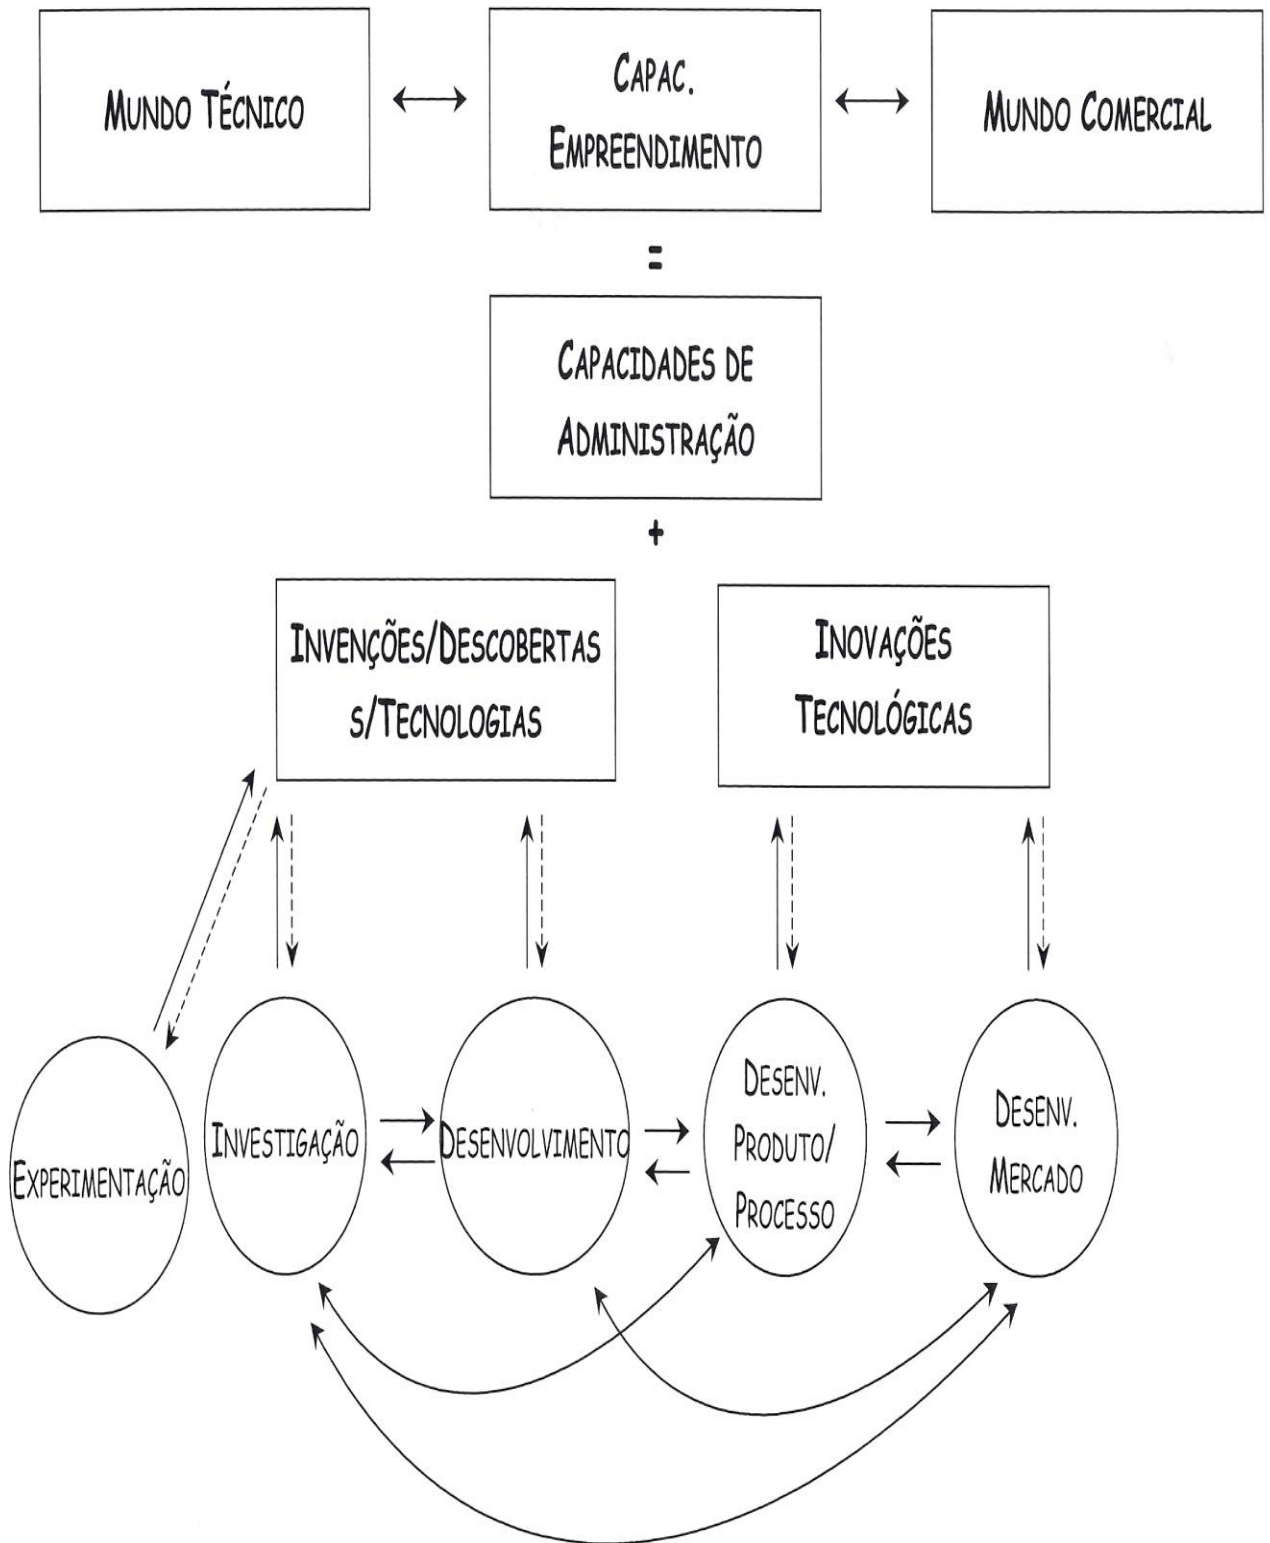 MUNDO TÉCNICO
CAPAC.
EMPREENDIMENTO
MUNDO COMERCIAL
=
CAPACIDADES DE
ADMINISTRAÇÃO
+
INVENÇÕES/DESCOBERTAS
S/TECNOLOGIAS
INOVAÇÕES
TECNOLÓGICAS
EXPERIMENTAÇÃO
INVESTIGAÇÃO
DESENVOLVIMENTO
DESENV.
PRODUTO/
PROCESSO
DESENV.
MERCADO